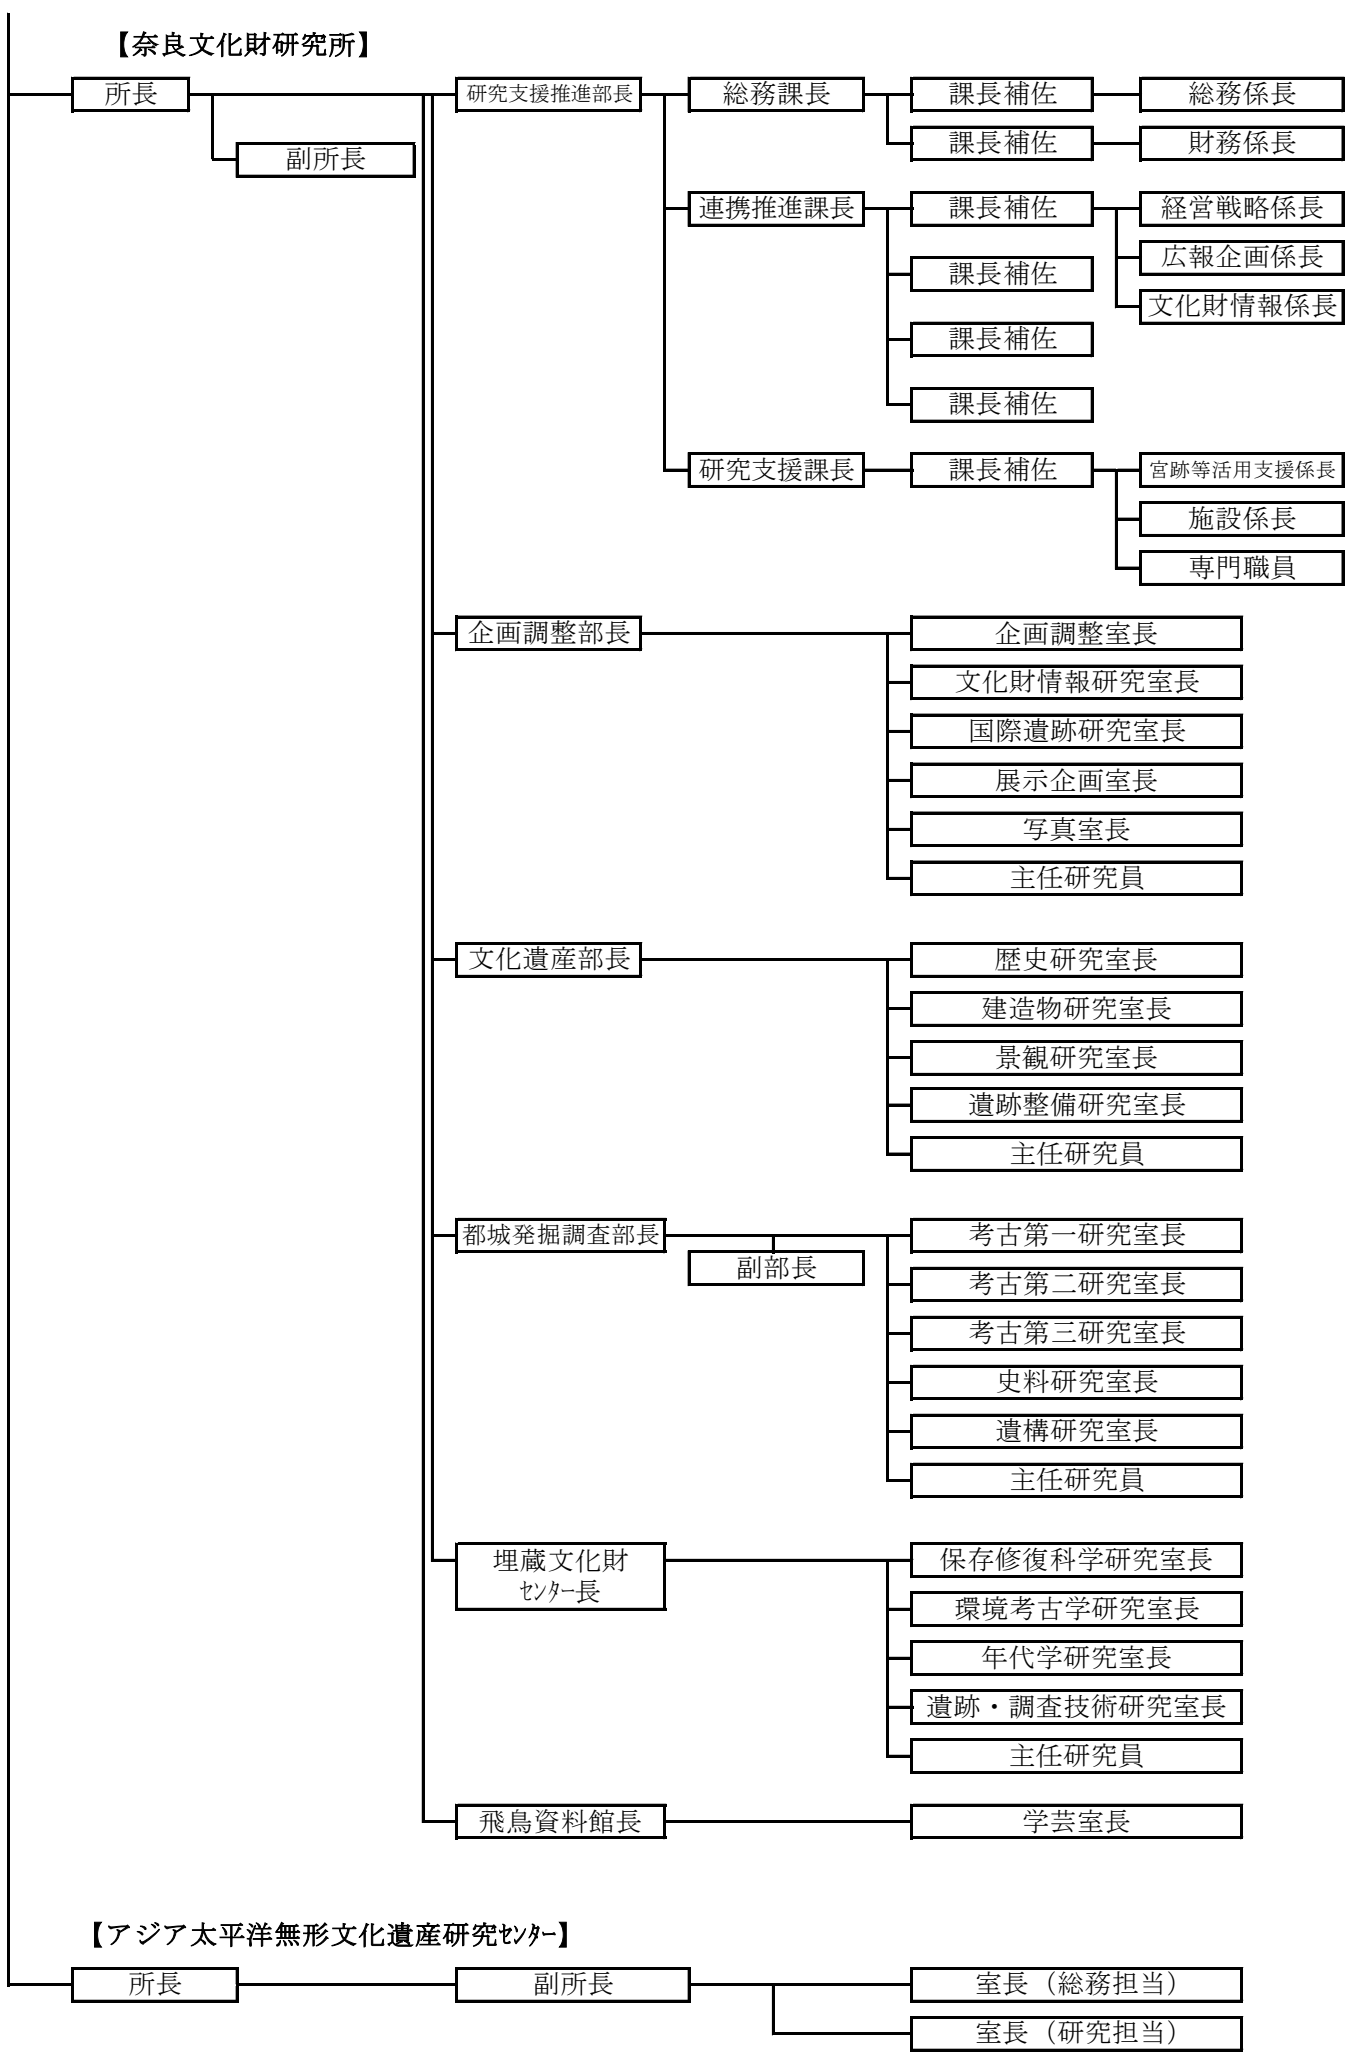 【奈良文化財研究所】
所長
研究支援推進部長
総務課長
課長補佐
総務係長
副所長
課長補佐
財務係長
連携推進課長
課長補佐
経営戦略係長
広報企画係長
課長補佐
文化財情報係長
課長補佐
課長補佐
研究支援課長
課長補佐
宮跡等活用支援係長
施設係長
専門職員
企画調整部長
企画調整室長
文化財情報研究室長
国際遺跡研究室長
展示企画室長
写真室長
主任研究員
文化遺産部長
歴史研究室長
建造物研究室長
景観研究室長
遺跡整備研究室長
主任研究員
都城発掘調査部長
考古第一研究室長
副部長
考古第二研究室長
考古第三研究室長
史料研究室長
遺構研究室長
主任研究員
埋蔵文化財
ｾﾝﾀｰ長
保存修復科学研究室長
環境考古学研究室長
年代学研究室長
遺跡・調査技術研究室長
主任研究員
飛鳥資料館長
学芸室長
【アジア太平洋無形文化遺産研究ｾﾝﾀｰ】
所長
副所長
室長（総務担当）
室長（研究担当）